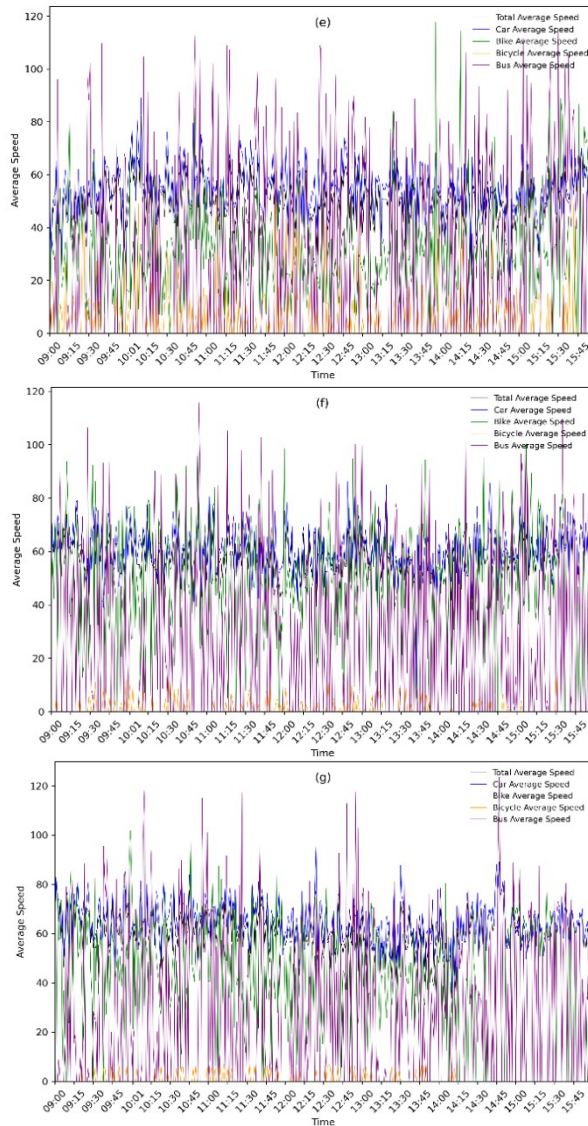 (e)
Total Average Speed
Car Average Speed
Bike Average Speed
Bicycle Average Speed
Bus Average Speed
120
100
80
60
40
20
0
Average Speed
09:00 09:15 09:30 09:45 10:01 10:15 10:30 10:45 11:00 11:15 11:30 11:45 12:00 12:15 12:30 12:45 13:00 13:15 13:30 13:45 14:00 14:15 14:30 14:45 15:00 15:15 15:30 15:45
Time
(f)
Total Average Speed
Car Average Speed
Bike Average Speed
Bicycle Average Speed
Bus Average Speed
120
100
80
60
40
20
0
Average Speed
09:00 09:15 09:30 09:45 10:01 10:15 10:30 10:45 11:00 11:15 11:30 11:45 12:00 12:15 12:30 12:45 13:00 13:15 13:30 13:45 14:00 14:15 14:30 14:45 15:00 15:15 15:30 15:45
Time
(g)
Total Average Speed
Car Average Speed
Bike Average Speed
Bicycle Average Speed
Bus Average Speed
120
100
80
60
40
20
0
Average Speed
09:00 09:15 09:30 09:45 10:01 10:15 10:30 10:45 11:00 11:15 11:30 11:45 12:00 12:15 12:30 12:45 13:00 13:15 13:30 13:45 14:00 14:15 14:30 14:45 15:00 15:15 15:30 15:45
Time